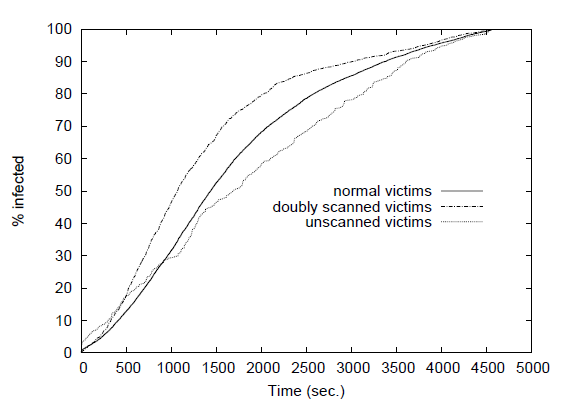 100
90
80
70
60
50
40
30
20
10
0
% infected
normal victims
doubly scanned victims
unscanned victims
0 500 1000 1500 2000 2500 3000 3500 4000 4500 5000
Time (sec.)